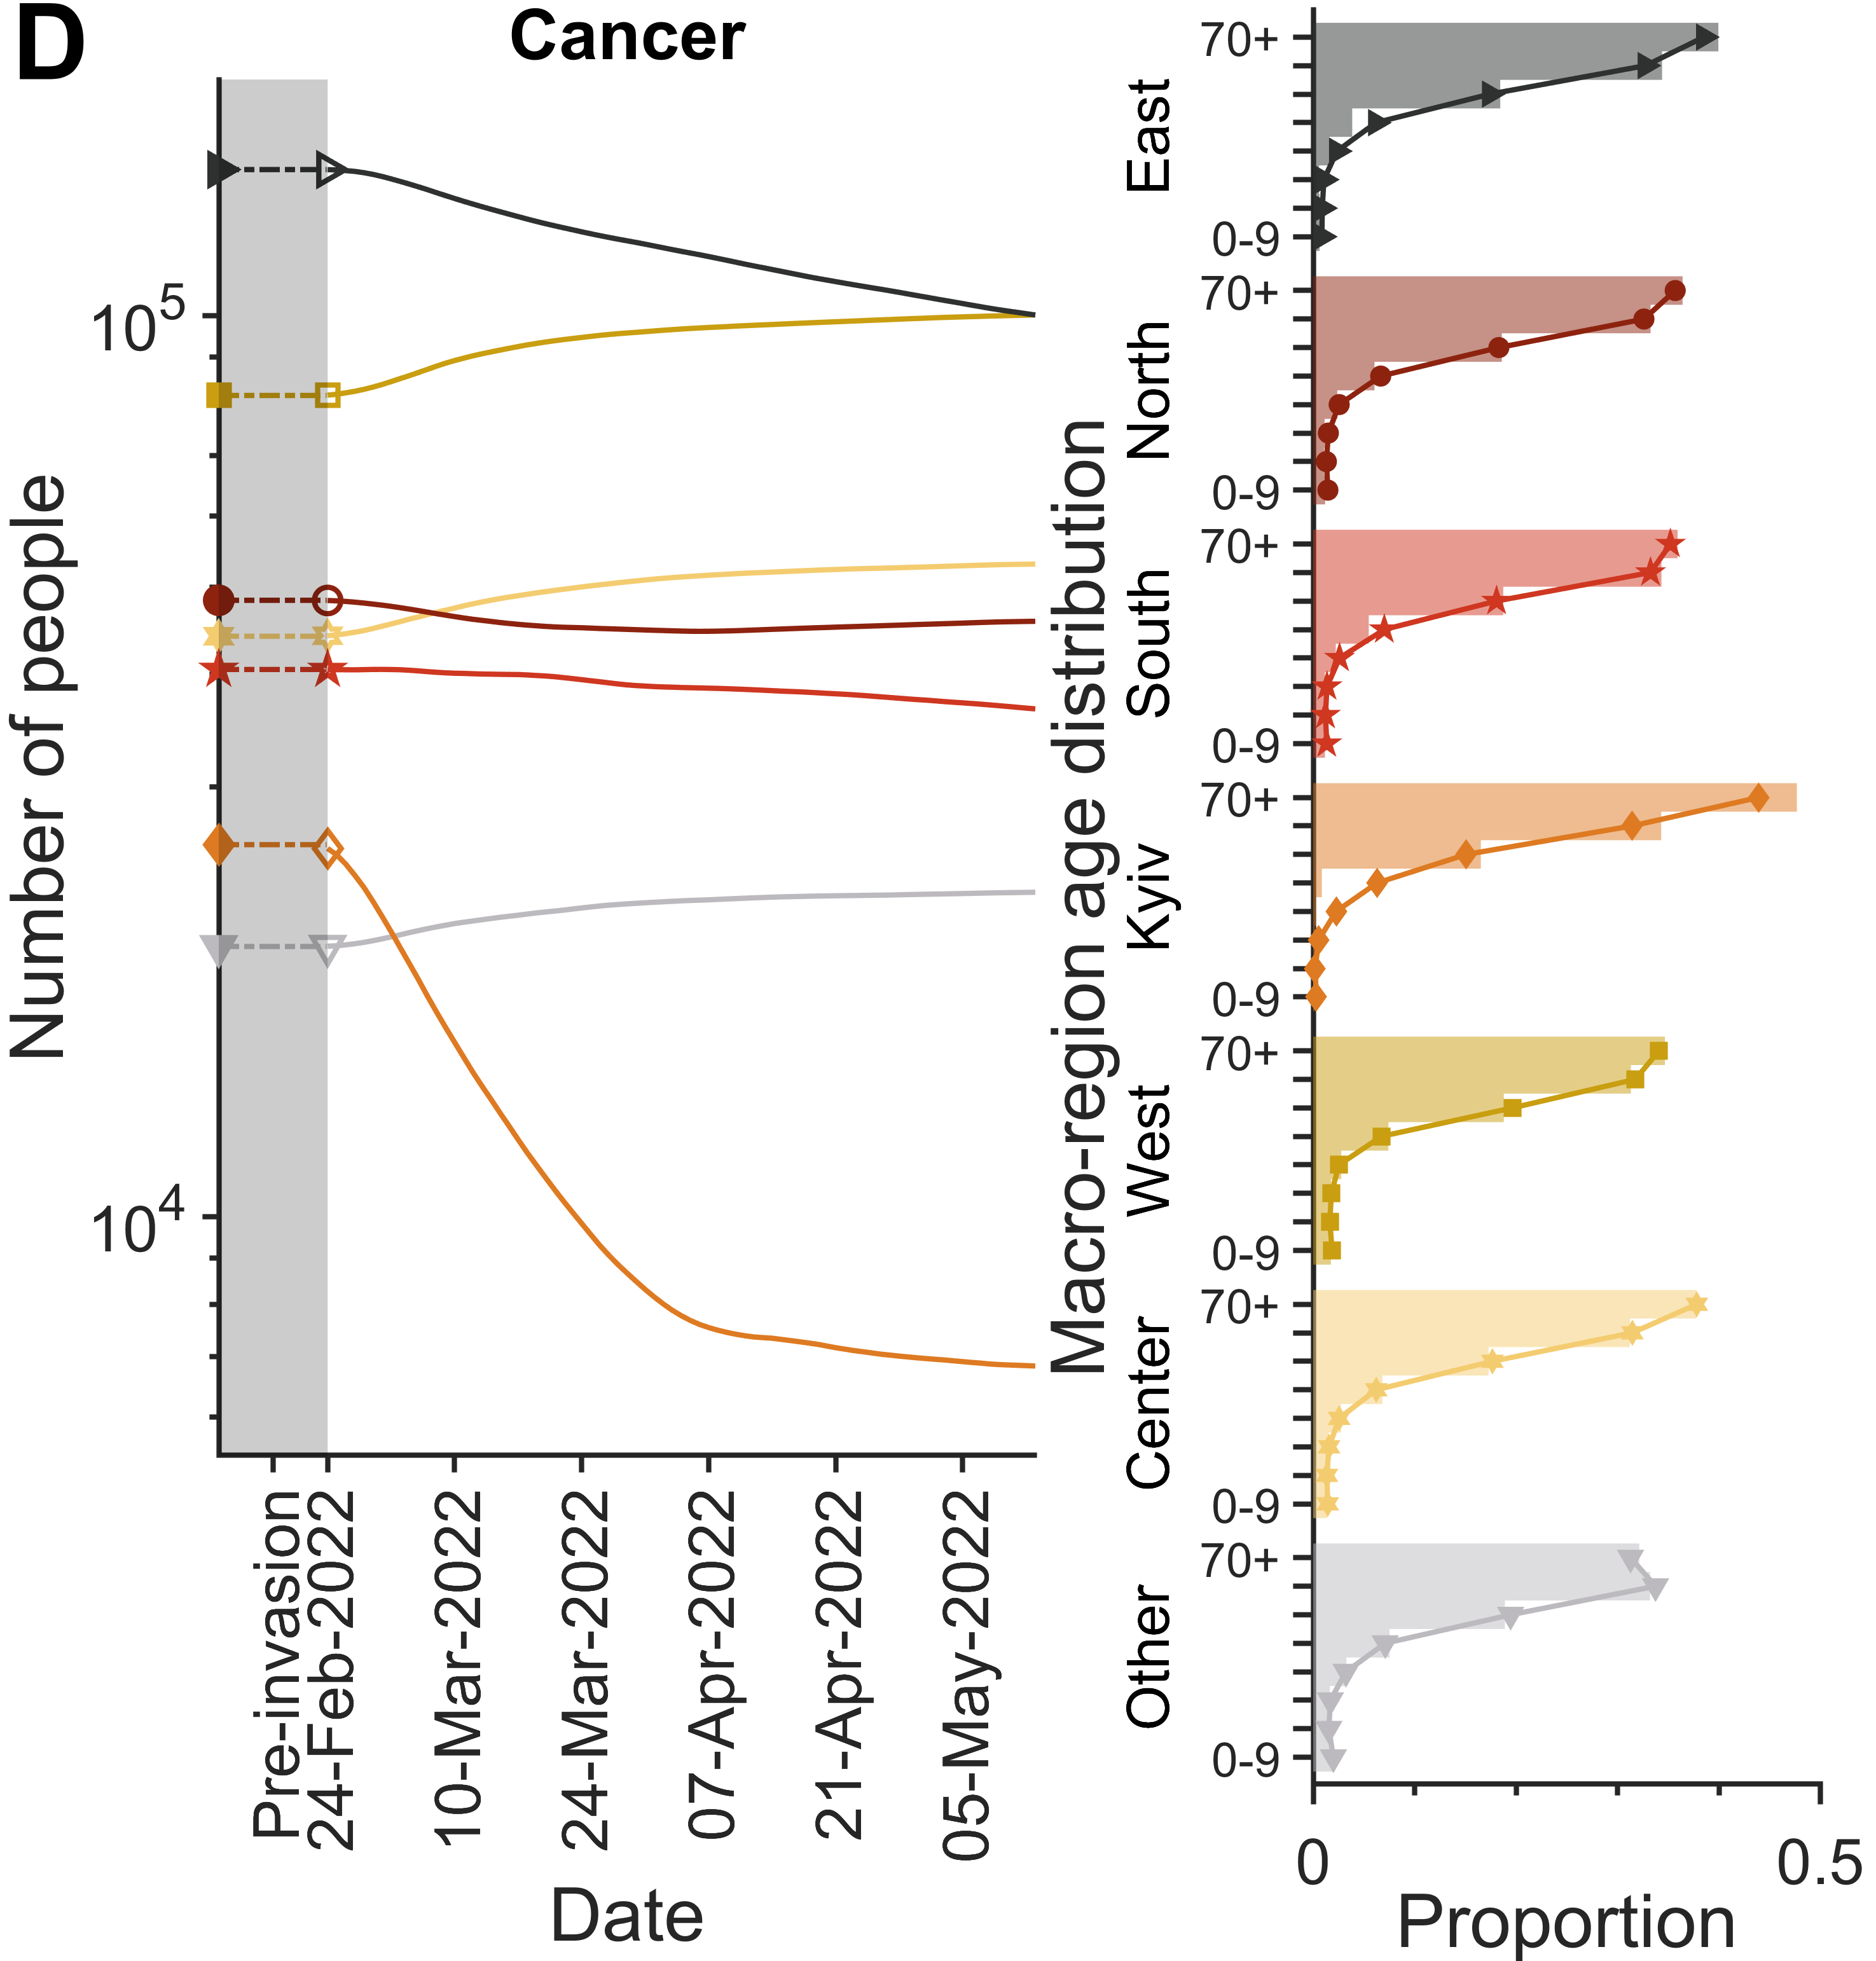 D
Cancer
Number of people
10^5
10^4
Pre-invasion
24-Feb-2022
10-Mar-2022
24-Mar-2022
07-Apr-2022
21-Apr-2022
05-May-2022
Date
Macro-region age distribution
East
70+
0-9
North
70+
0-9
South
70+
0-9
Kyiv
70+
0-9
West
70+
0-9
Center
70+
0-9
Other
70+
0-9
0
0.5
Proportion